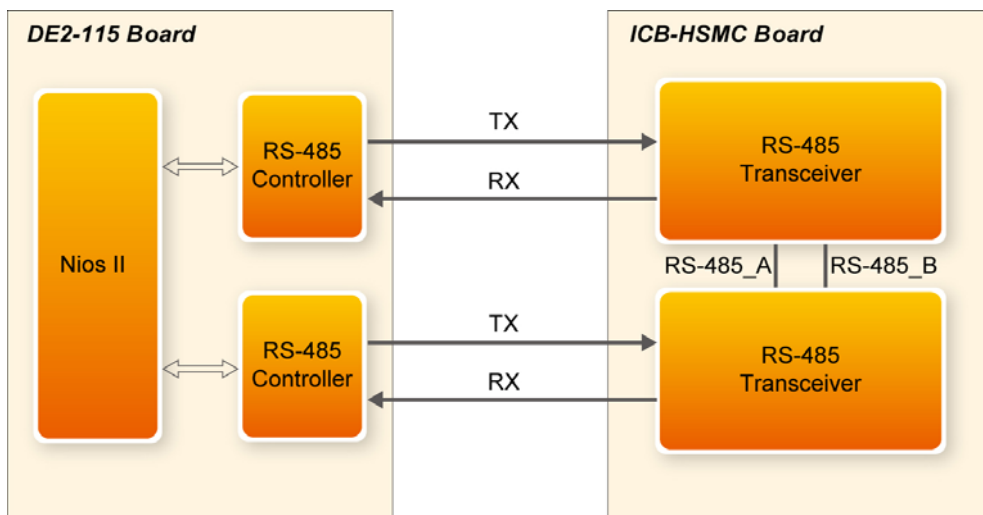 DE2-115 Board
ICB-HSMC Board
Nios II
RS-485
Controller
TX
RX
RS-485
Transceiver
RS-485_A
RS-485_B
RS-485
Controller
TX
RX
RS-485
Transceiver